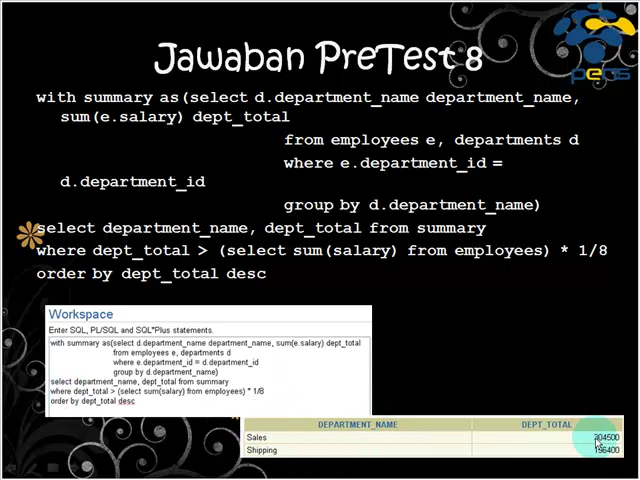 pens
Jawaban PreTest 8
with summary as(select d.department_name department_name,
sum(e.salary) dept_total
from employees e, departments d
where e.department_id =
d.department_id
group by d.department_name)
select department_name, dept_total from summary
where dept_total > (select sum(salary) from employees) * 1/8
order by dept_total desc
Workspace
Enter SQL, PL/SQL and SQL*Plus statements.
with summary as(select d.department_name department_name, sum(e.salary) dept_total
from employees e, departments d
where e.department_id = d.department_id
group by d.department_name)
select department_name, dept_total from summary
where dept_total > (select sum(salary) from employees) * 1/8
order by dept_total desc
DEPARTMENT_NAME DEPT_TOTAL
Sales 304500
Shipping 156400